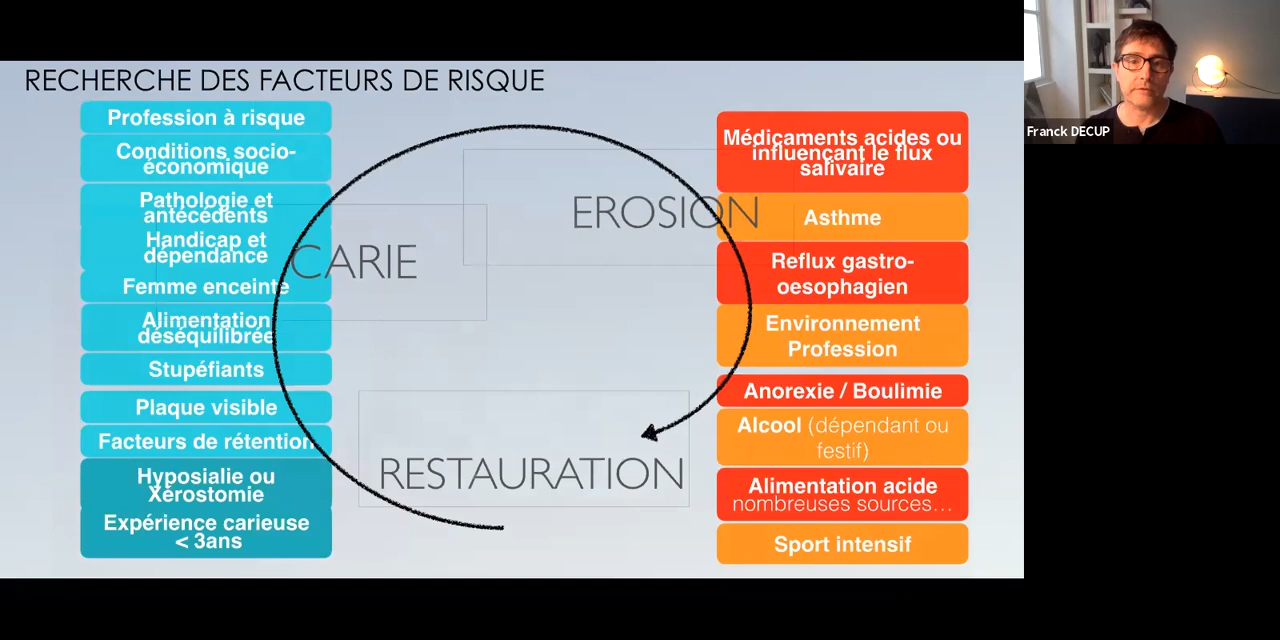 RECHERCHE DES FACTEURS DE RISQUE
Profession à risque
Conditions socio-
économique
Pathologie et
antécédents
Handicap et
dépendance
Femme enceinte
Alimentation
déséquilibrée
Stupéfiants
Plaque visible
Facteurs de rétention
Hyposialie ou
Xérostomie
Expérience carieuse
< 3ans
CARIE
EROSION
RESTAURATION
Médicaments acides ou
influençant le flux
salivaire
Asthme
Reflux gastro-
oesophagien
Environnement
Profession
Anorexie / Boulimie
Alcool (dépendant ou
festif)
Alimentation acide
nombreuses sources...
Sport intensif
Franck DECUP